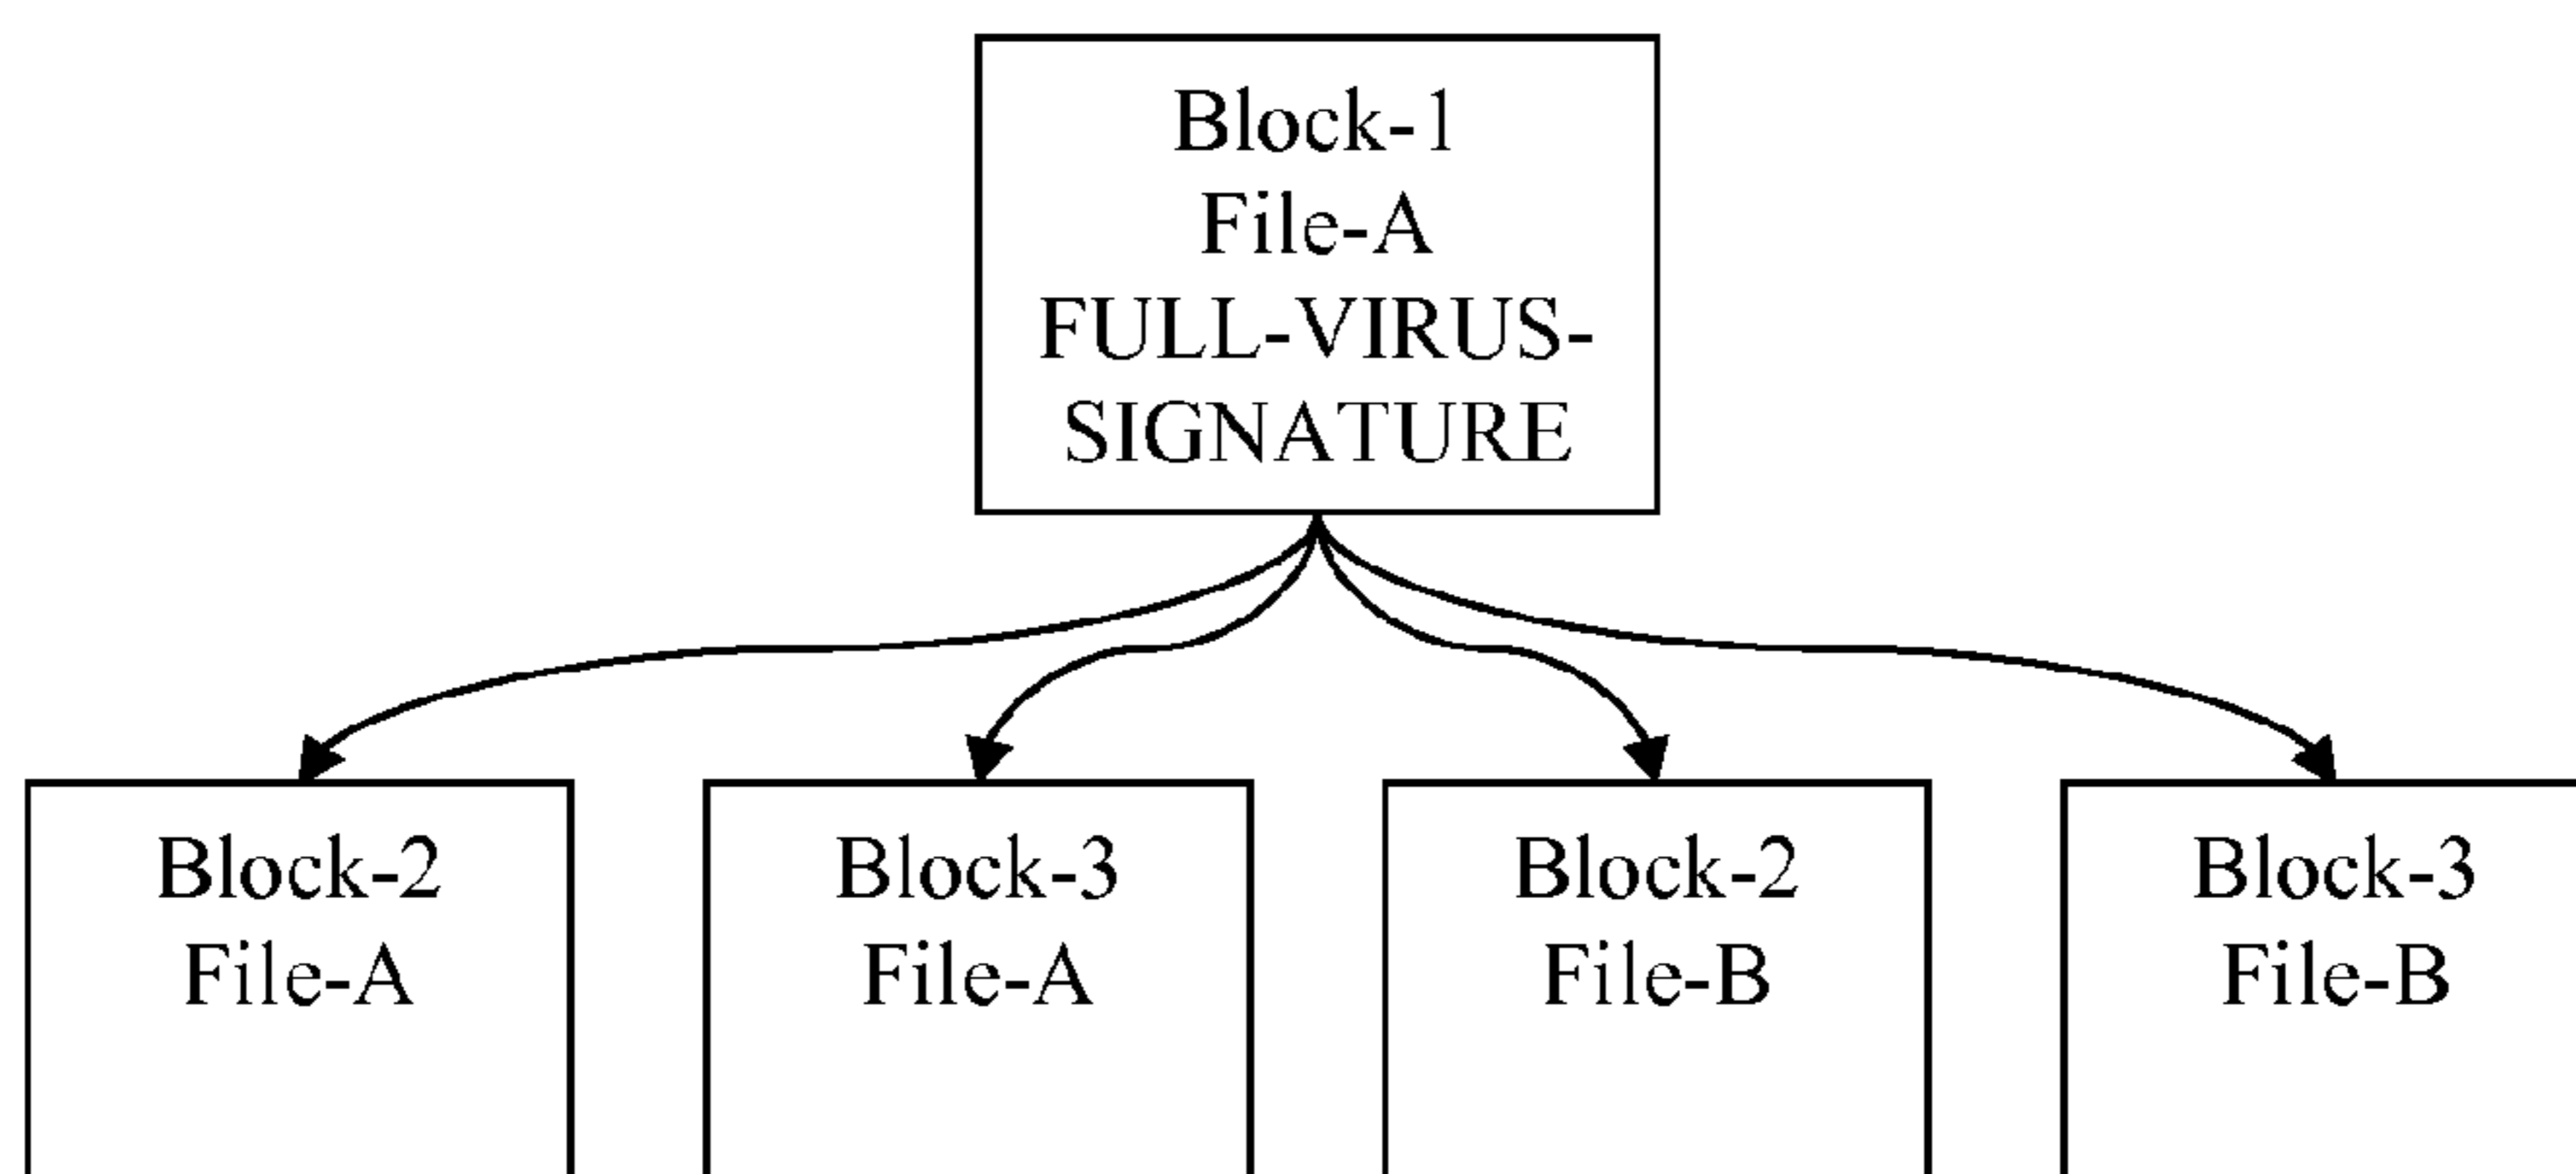 Block-1
File-A
FULL-VIRUS-
SIGNATURE
Block-2
File-A
Block-3
File-A
Block-2
File-B
Block-3
File-B